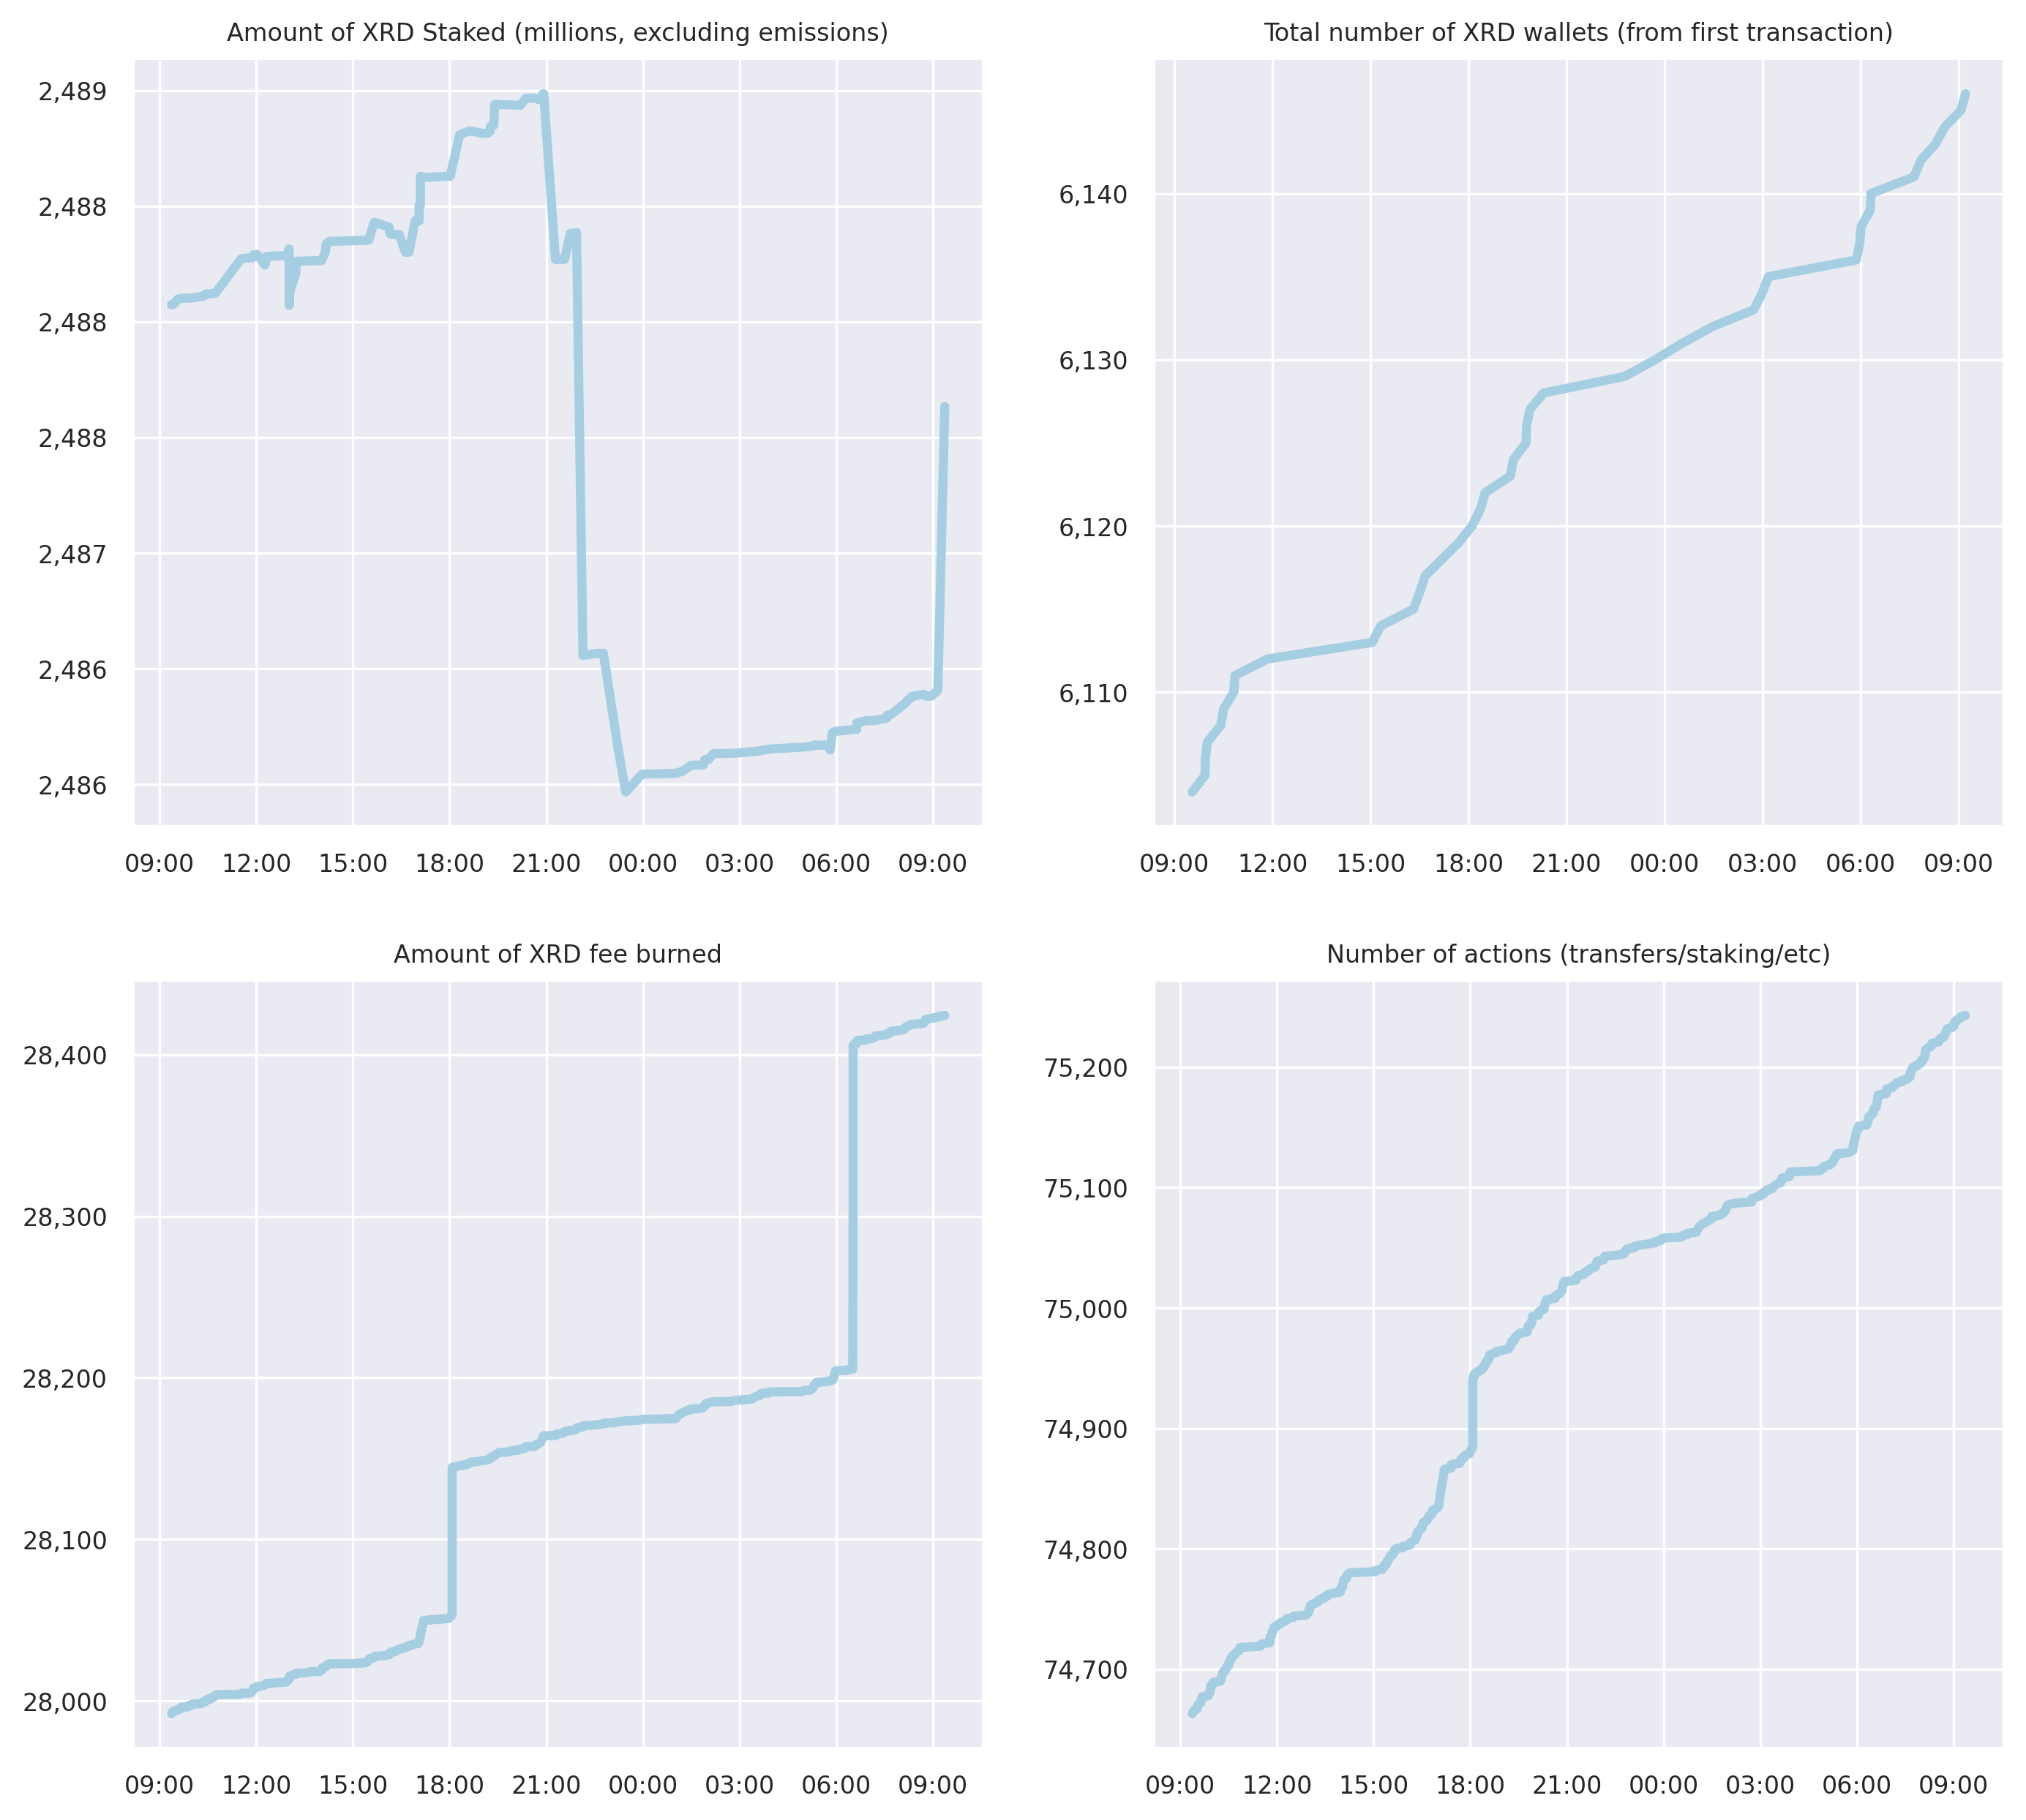 Amount of XRD Staked (millions, excluding emissions)
2,489
2,488
2,488
2,488
2,487
2,486
2,486
09:00 12:00 15:00 18:00 21:00 00:00 03:00 06:00 09:00
Total number of XRD wallets (from first transaction)
6,140
6,130
6,120
6,110
09:00 12:00 15:00 18:00 21:00 00:00 03:00 06:00 09:00
Amount of XRD fee burned
28,400
28,300
28,200
28,100
28,000
09:00 12:00 15:00 18:00 21:00 00:00 03:00 06:00 09:00
Number of actions (transfers/staking/etc)
75,200
75,100
75,000
74,900
74,800
74,700
09:00 12:00 15:00 18:00 21:00 00:00 03:00 06:00 09:00